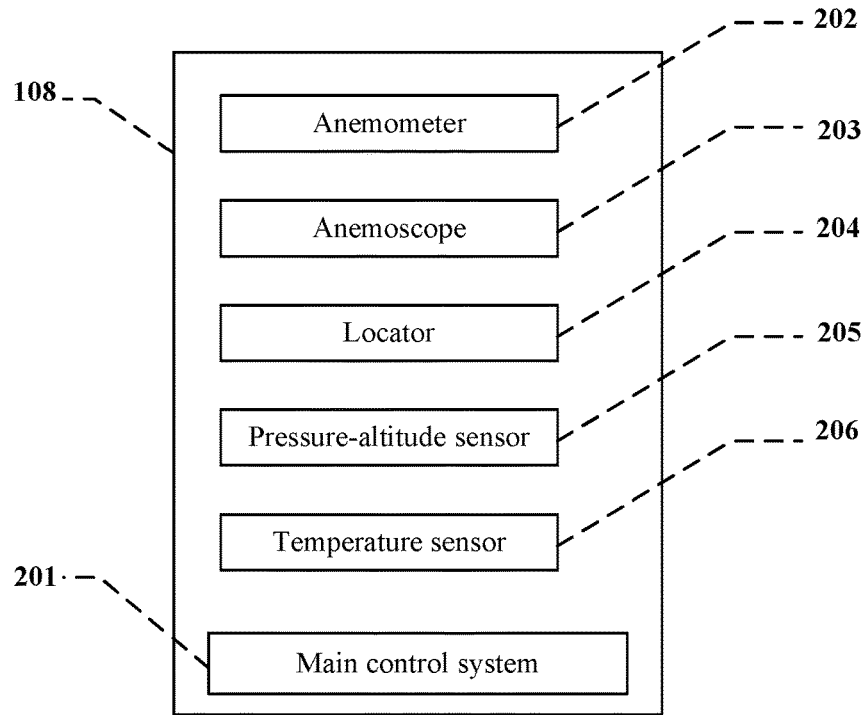 202
108
Anemometer
203
Anemoscope
204
Locator
205
Pressure-altitude sensor
206
Temperature sensor
201
Main control system